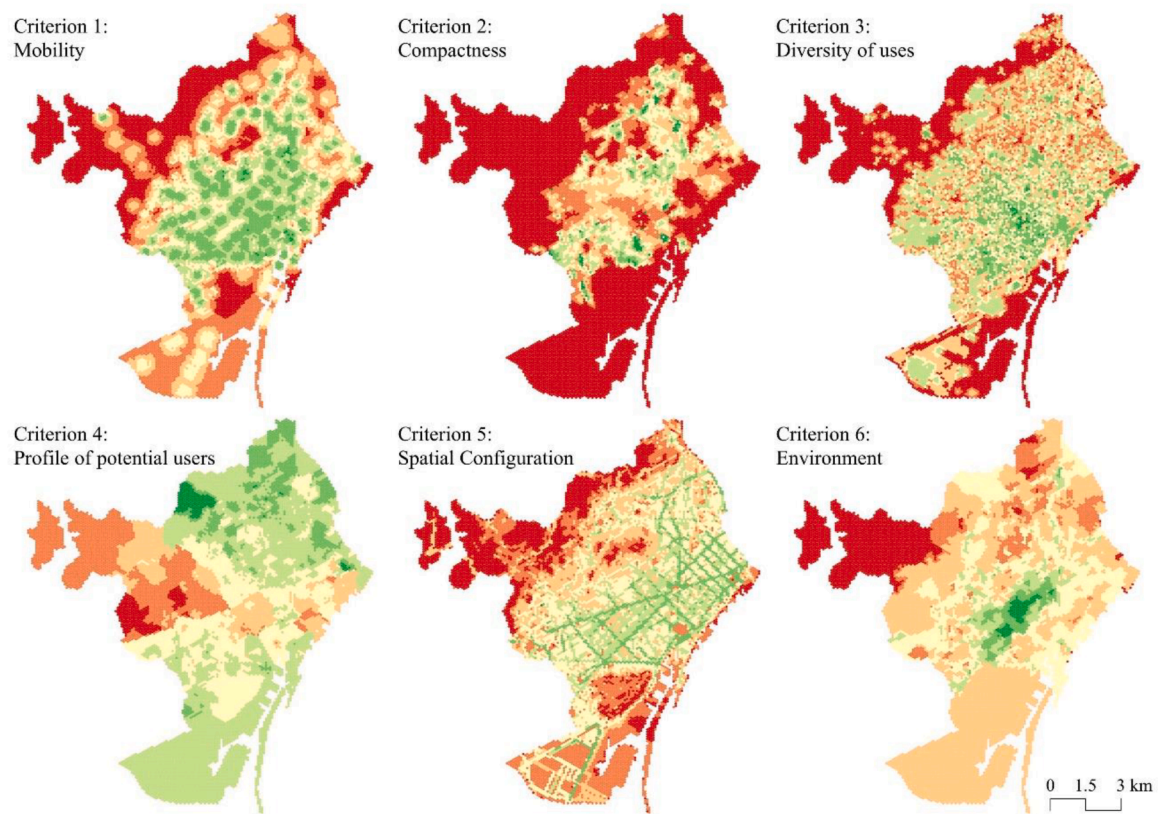 Criterion 1:
Mobility
Criterion 2:
Compactness
Criterion 3:
Diversity of uses
Criterion 4:
Profile of potential users
Criterion 5:
Spatial Configuration
Criterion 6:
Environment
0 1.5 3 km